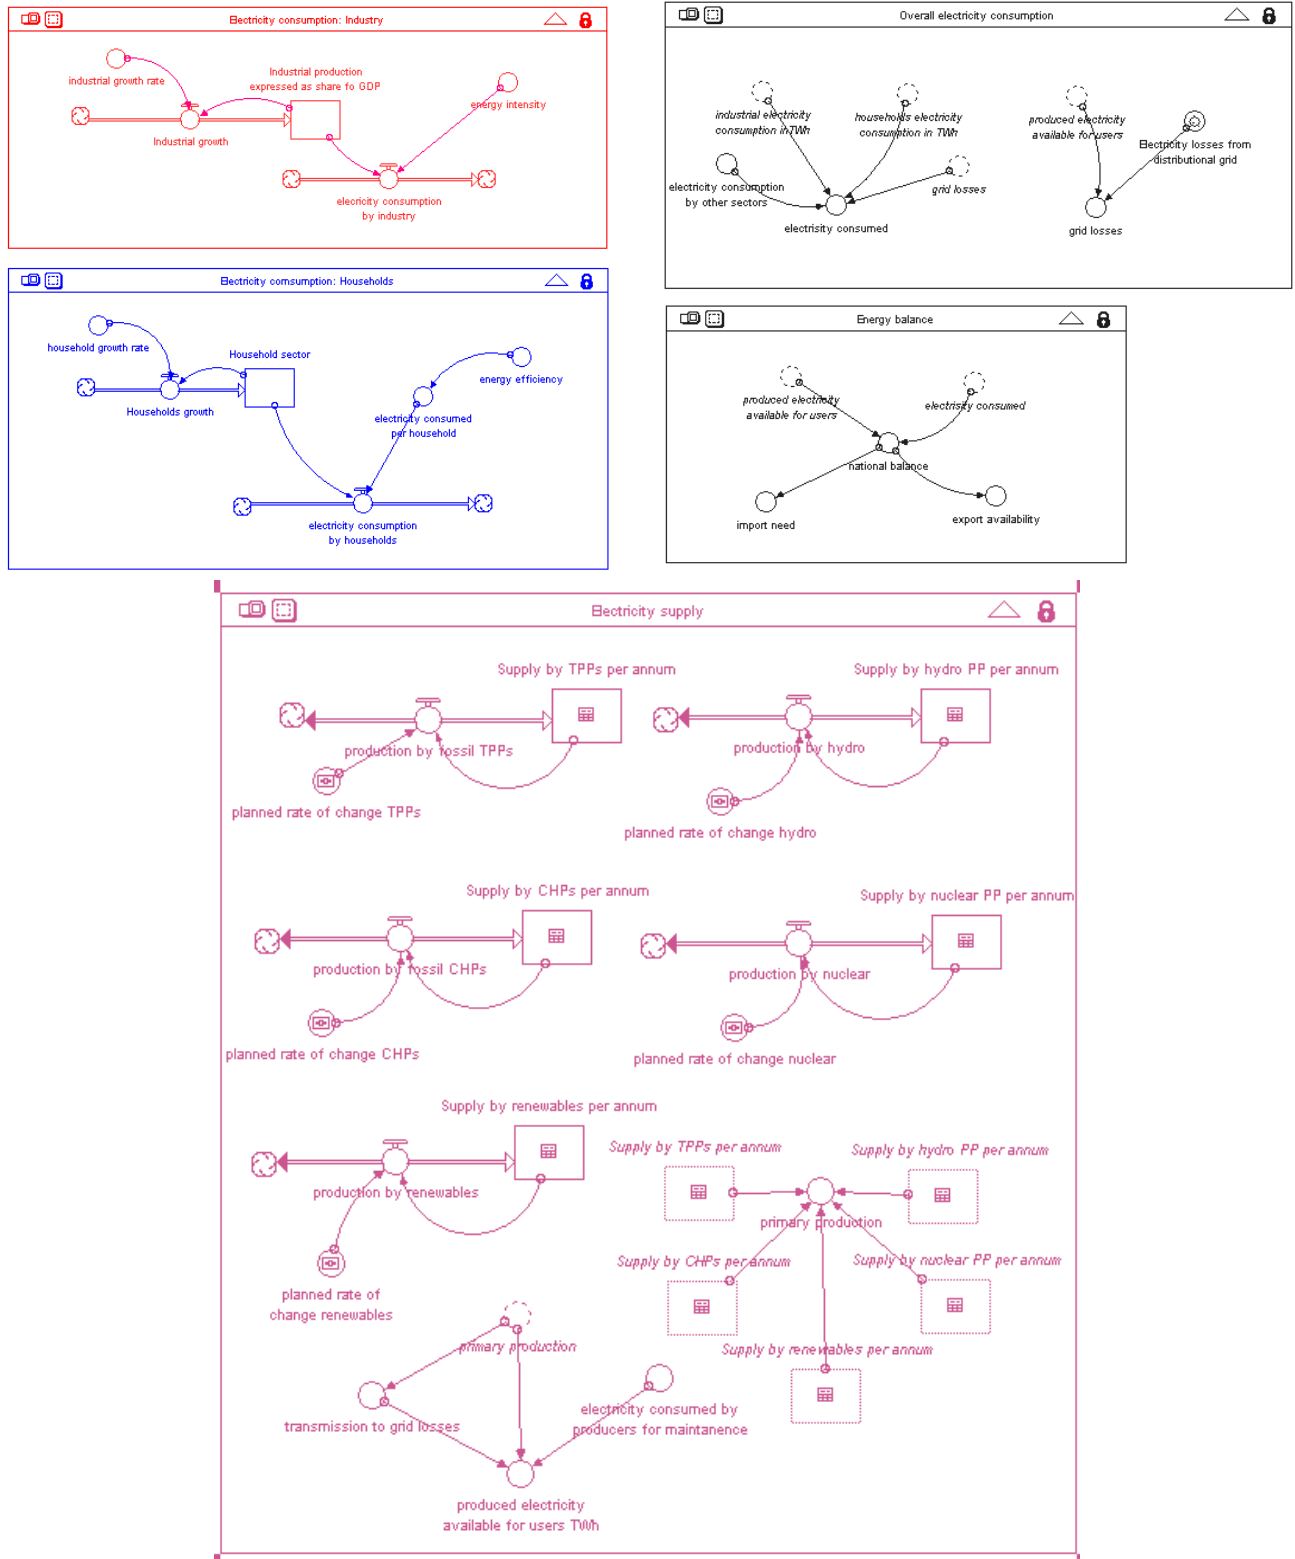 Electricity consumption: Industry
industrial growth rate
Industrial production
expressed as share fo GDP
energy intensity
Industrial growth
elecricity consumption
by industry
Overall electricity consumption
industrial electricity
consumption inTWh
households electricity
consumption in TWh
produced electricity
available for users
Electricity losses from
distributional grid
electricity consumption
by other sectors
grid losses
electrisity consumed
grid losses
Electricity comsumption: Households
household growth rate
Household sector
energy efficiency
Households growth
electricity consumed
per household
electricity consumption
by households
Energy balance
produced electricity
available for users
electrisity consumed
national balance
import need
export availability
Electricity supply
Supply by TPPs per annum
Supply by hydro PP per annum
production by fossil TPPs
production by hydro
planned rate of change TPPs
planned rate of change hydro
Supply by CHPs per annum
Supply by nuclear PP per annum
production by fossil CHPs
production by nuclear
planned rate of change CHPs
planned rate of change nuclear
Supply by renewables per annum
Supply by TPPs per annum
Supply by hydro PP per annum
production by renewables
primary production
Supply by CHPs per annum
Supply by nuclear PP per annum
planned rate of
change renewables
primary production
Supply by renewables per annum
transmission to grid losses
electricity consumed by
producers for maintanence
produced electricity
available for users TWh